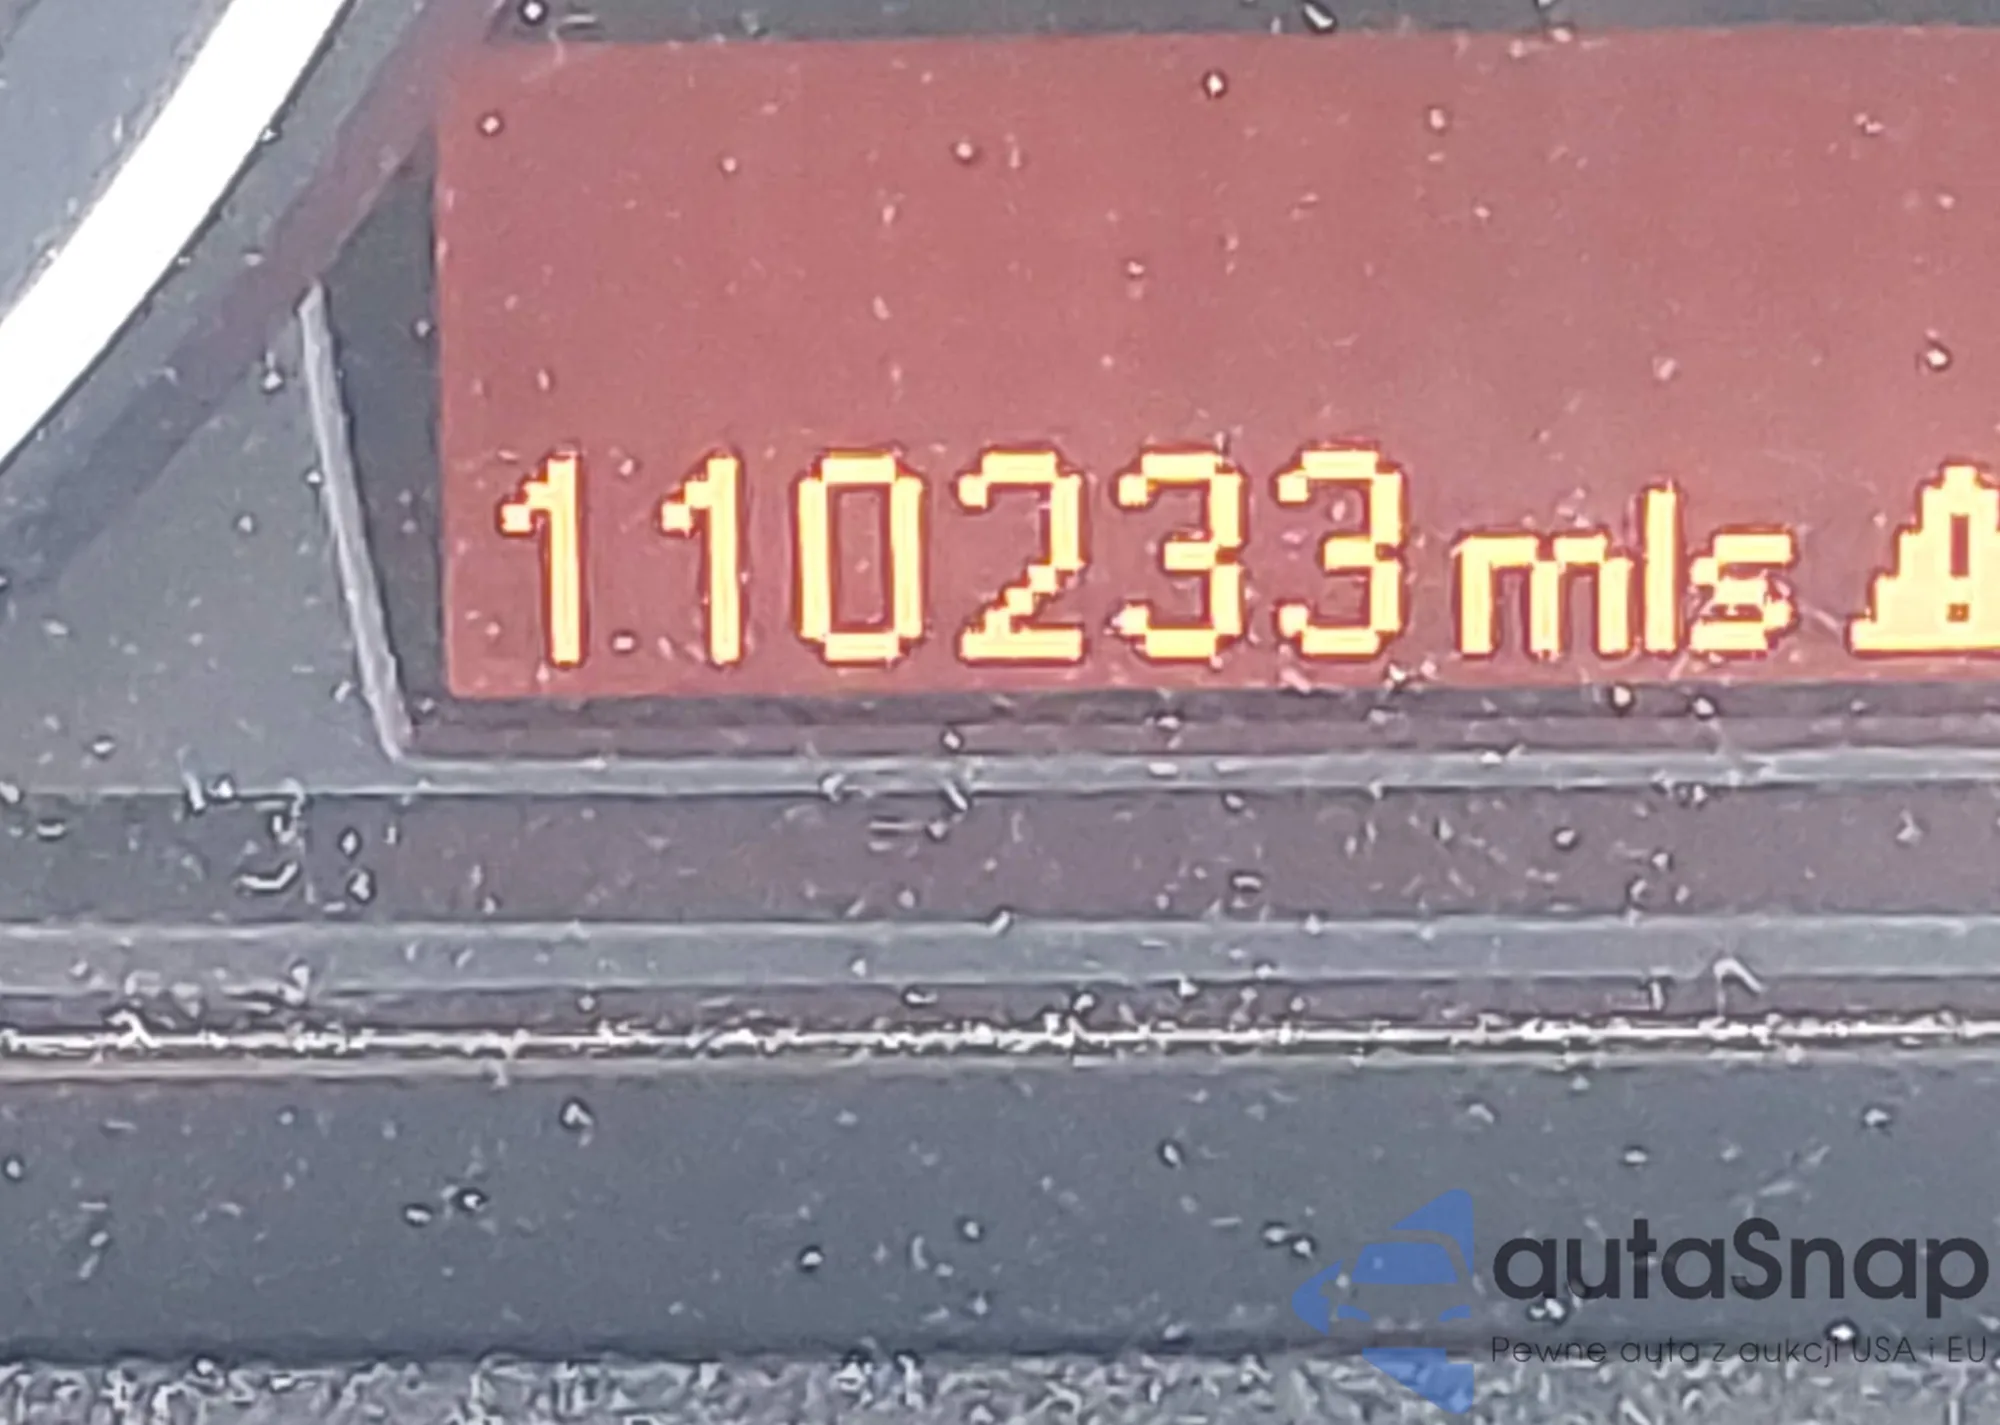 110233 mls
autaSnap
Pewne auta z aukcji USA i EU